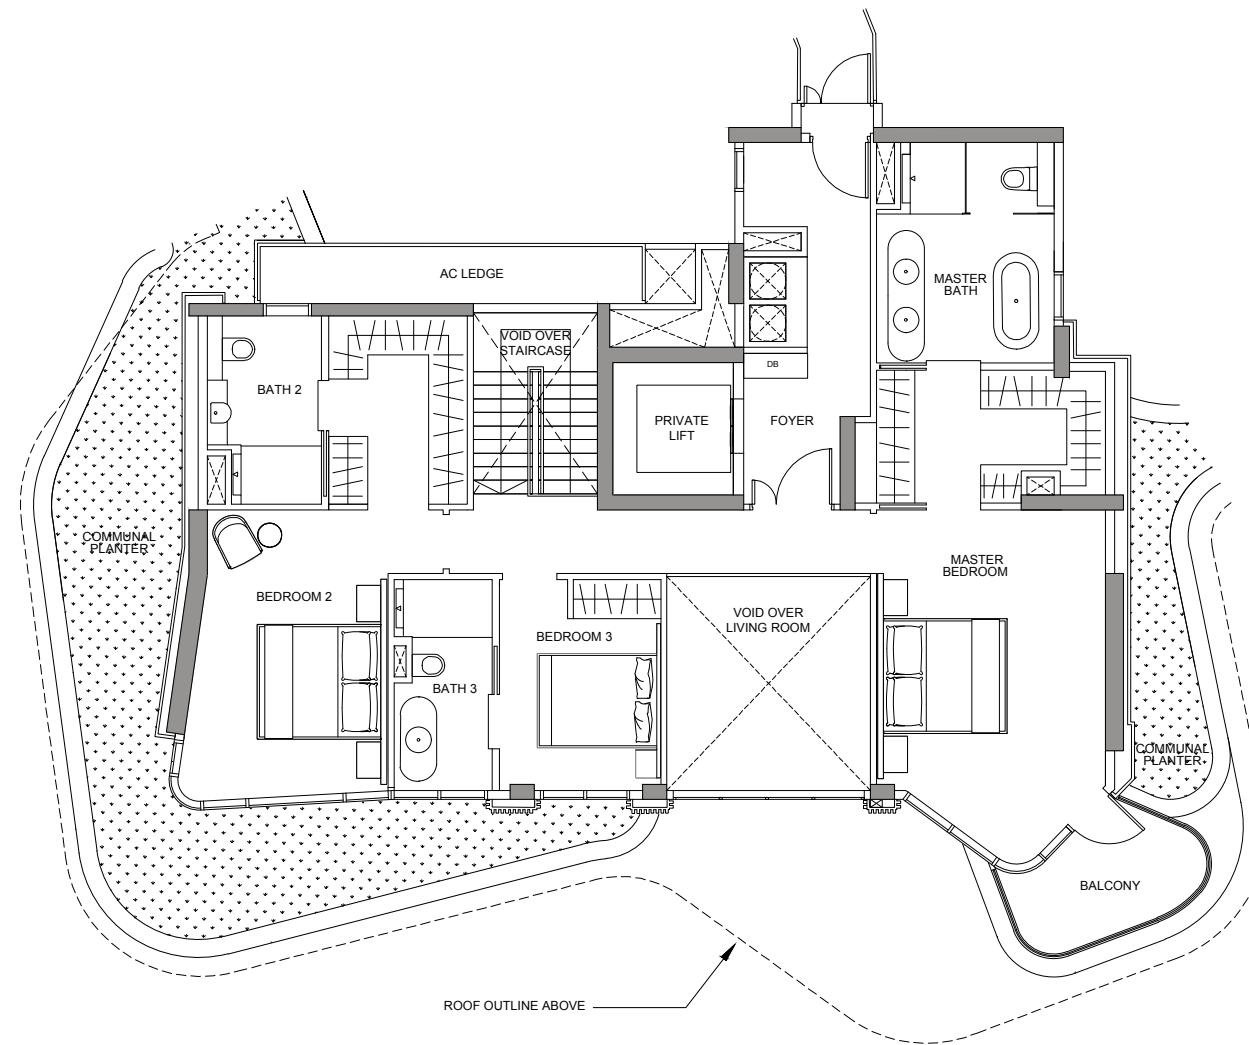 AC LEDGE
MASTER
BATH
VOID OVER
STAIRCASE
DB
BATH 2
PRIVATE
LIFT
FOYER
COMMUNAL
PLANTER
MASTER
BEDROOM
BEDROOM 2
VOID OVER
LIVING ROOM
BEDROOM 3
BATH 3
COMMUNAL
PLANTER
BALCONY
ROOF OUTLINE ABOVE